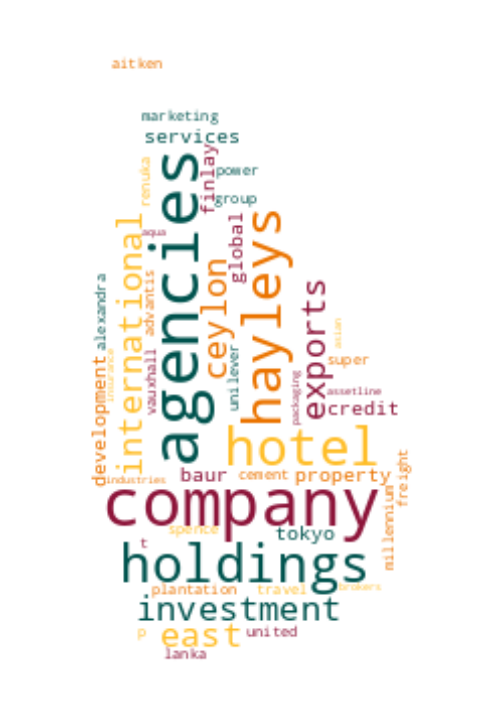 aitken
marketing
services
renuka
finlay
power
group
agencies
aqua
international
global
hayleys
ceylon
alexandra
advantis
exports
asian
insurance
vauxhall
unilever
super
development
packaging
assetline
credit
hotel
industries
baur
cement
property
freight
company
millennium
spence
tokyo
t
holdings
plantation
travel
brokers
investment
p
east
united
lanka